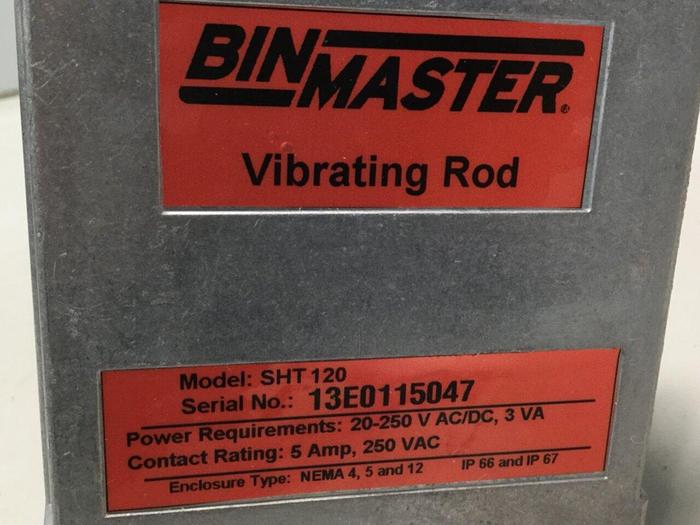 BINMASTER®
Vibrating Rod
Model: SHT 120
Serial No.: 13E0115047
Power Requirements: 20-250 V AC/DC, 3 VA
Contact Rating: 5 Amp, 250 VAC
Enclosure Type: NEMA 4, 5 and 12 IP 66 and IP 67